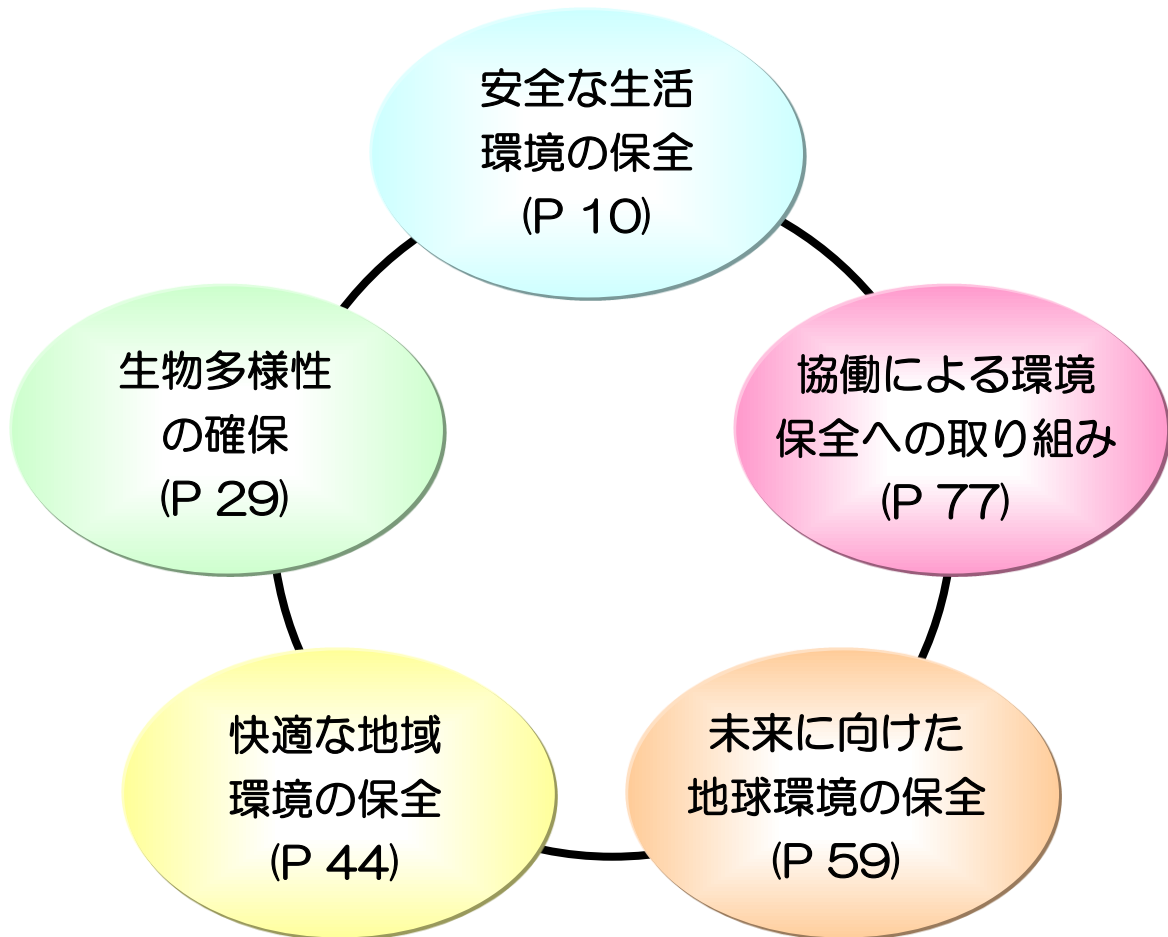 安全な生活
環境の保全
(P 10)
生物多様性
の確保
(P 29)
協働による環境
保全への取り組み
(P 77)
快適な地域
環境の保全
(P 44)
未来に向けた
地球環境の保全
(P 59)